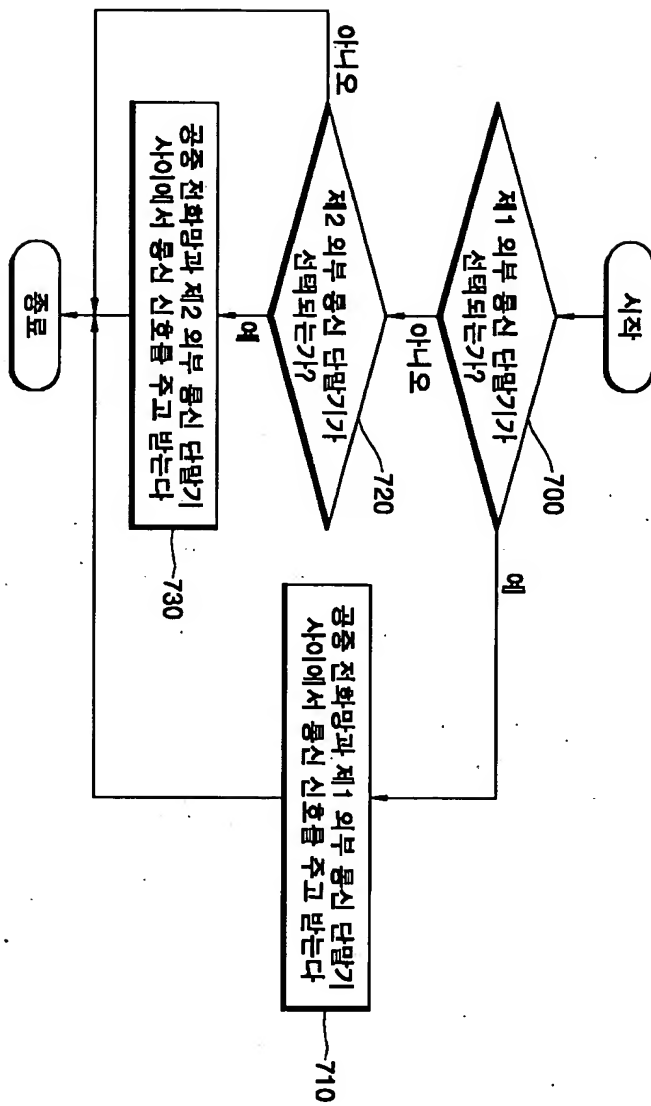 시작
제1 외부 통신 단말기가
선택되는가?
700
예
아니오
제2 외부 통신 단말기가
선택되는가?
720
아니오
예
공중 전화망과 제2 외부 통신 단말기
사이에서 통신 신호를 주고 받는다
730
공중 전화망과 제1 외부 통신 단말기
사이에서 통신 신호를 주고 받는다
710
종료